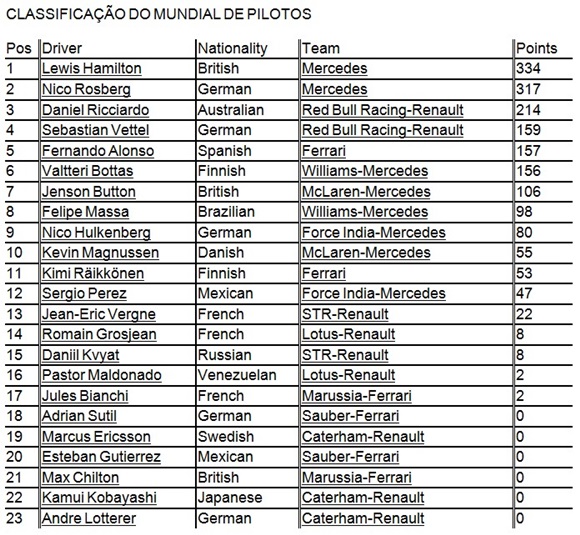 CLASSIFICAÇÃO DO MUNDIAL DE PILOTOS
Pos Driver Nationality Team Points
1 Lewis Hamilton British Mercedes 334
2 Nico Rosberg German Mercedes 317
3 Daniel Ricciardo Australian Red Bull Racing-Renault 214
4 Sebastian Vettel German Red Bull Racing-Renault 159
5 Fernando Alonso Spanish Ferrari 157
6 Valtteri Bottas Finnish Williams-Mercedes 156
7 Jenson Button British McLaren-Mercedes 106
8 Felipe Massa Brazilian Williams-Mercedes 98
9 Nico Hulkenberg German Force India-Mercedes 80
10 Kevin Magnussen Danish McLaren-Mercedes 55
11 Kimi Räikkönen Finnish Ferrari 53
12 Sergio Perez Mexican Force India-Mercedes 47
13 Jean-Eric Vergne French STR-Renault 22
14 Romain Grosjean French Lotus-Renault 8
15 Daniil Kvyat Russian STR-Renault 8
16 Pastor Maldonado Venezuelan Lotus-Renault 2
17 Jules Bianchi French Marussia-Ferrari 2
18 Adrian Sutil German Sauber-Ferrari 0
19 Marcus Ericsson Swedish Caterham-Renault 0
20 Esteban Gutierrez Mexican Sauber-Ferrari 0
21 Max Chilton British Marussia-Ferrari 0
22 Kamui Kobayashi Japanese Caterham-Renault 0
23 Andre Lotterer German Caterham-Renault 0